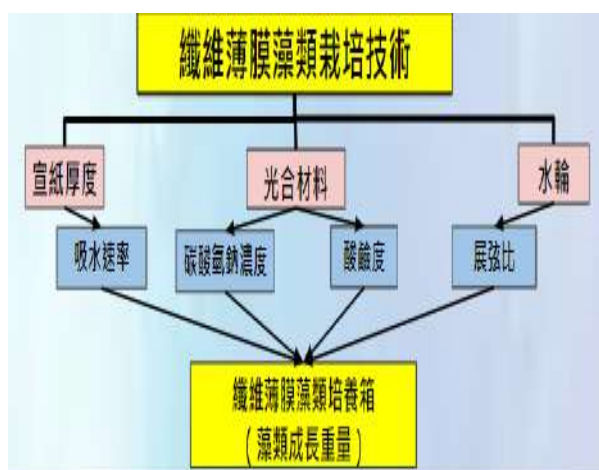 纖維薄膜藻類栽培技術
宣紙厚度
光合材料
水輪
吸水速率
碳酸氫鈉濃度
酸鹼度
展弦比
纖維薄膜藻類培養箱
(藻類成長重量)